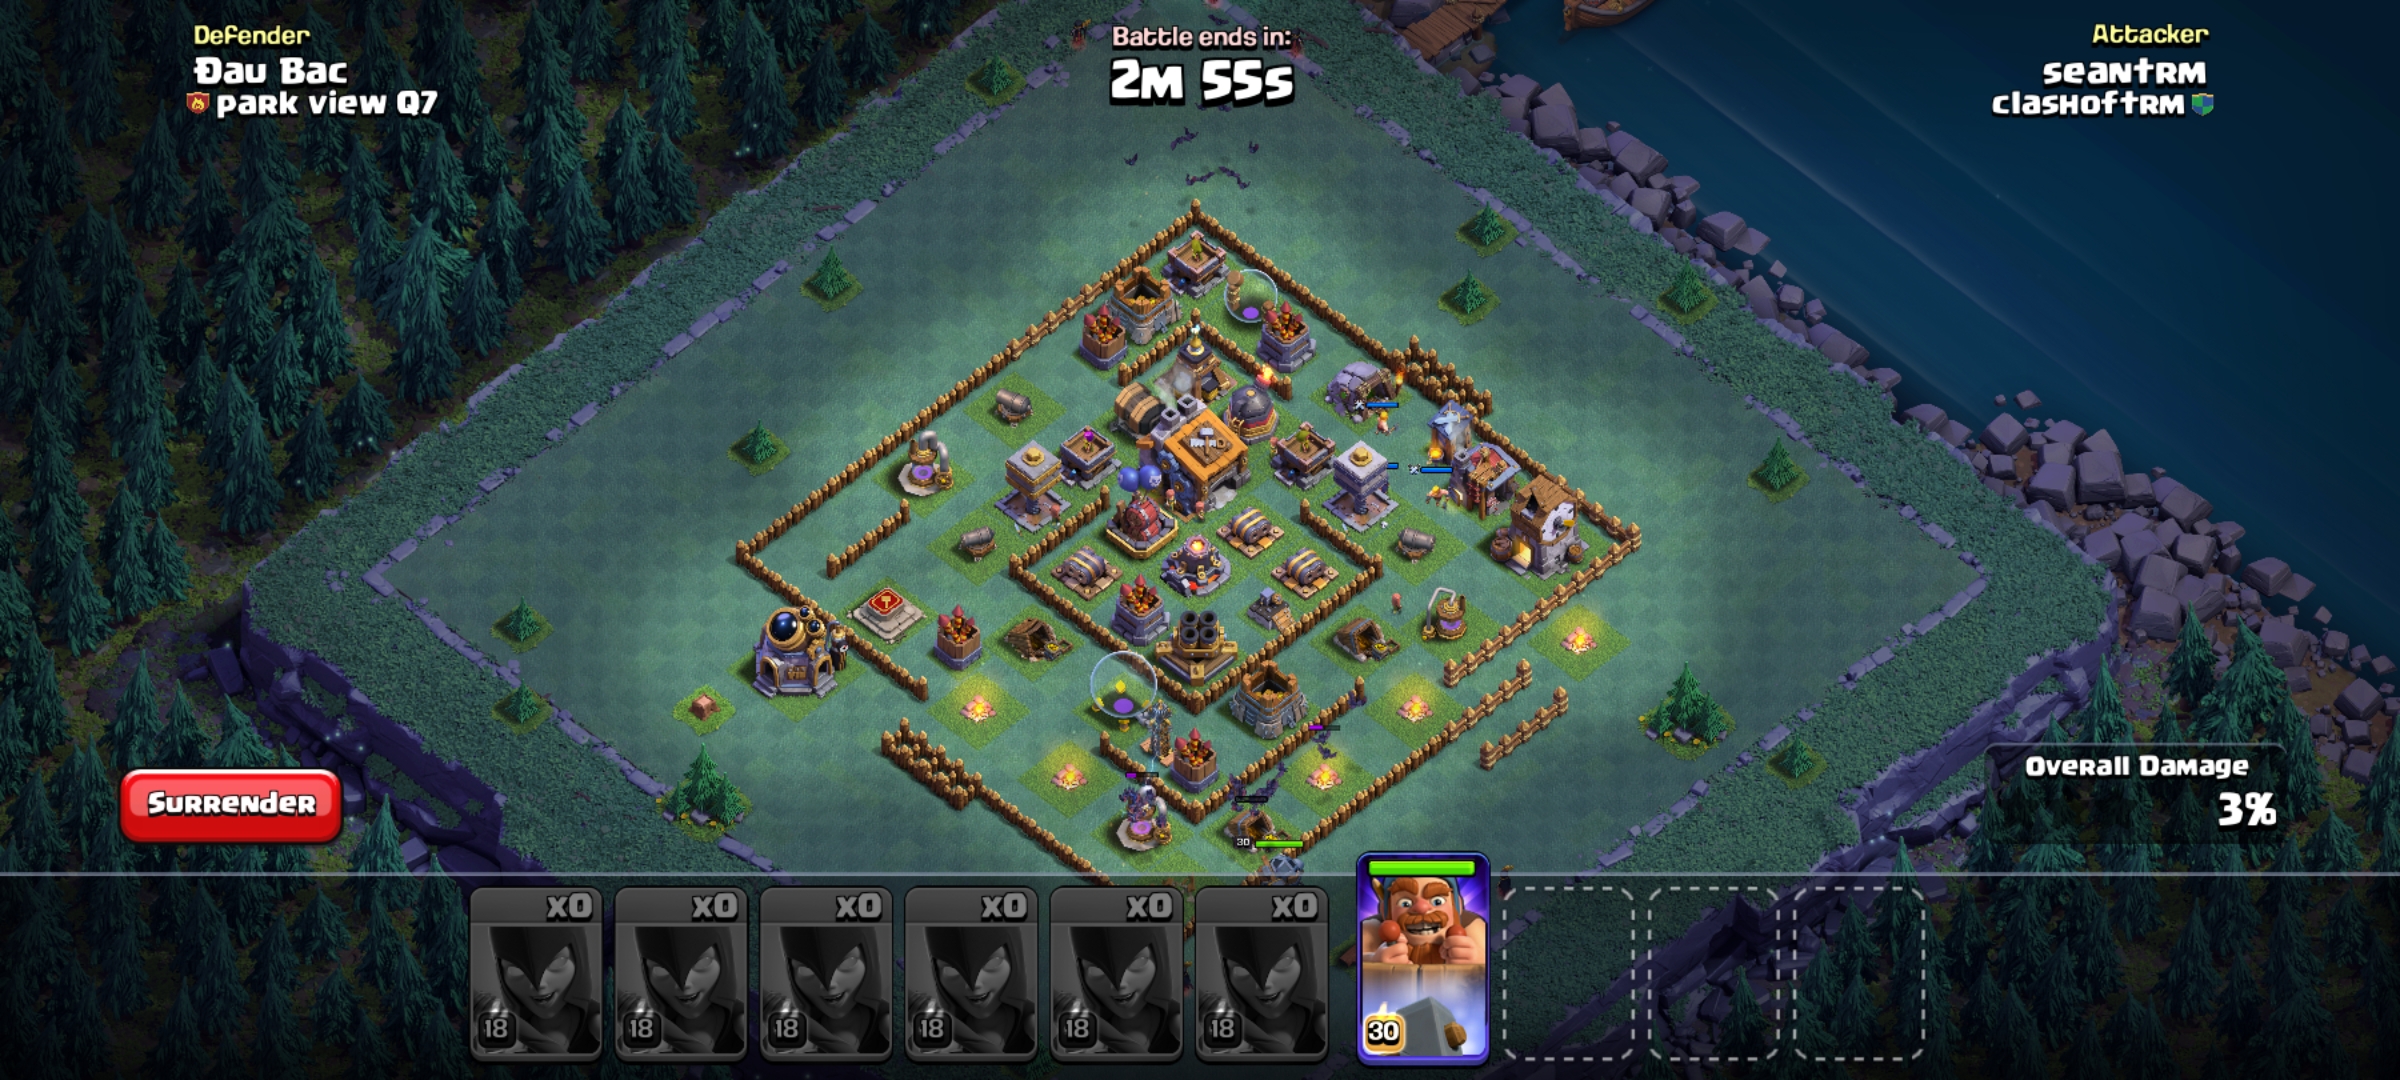 Defender
Đau Bac
park view Q7
Battle ends in:
2m 55s
Attacker
seantrm
clashoftrm
Surrender
Overall Damage
3%
30
x0
x0
x0
x0
x0
x0
18
18
18
18
18
18
30